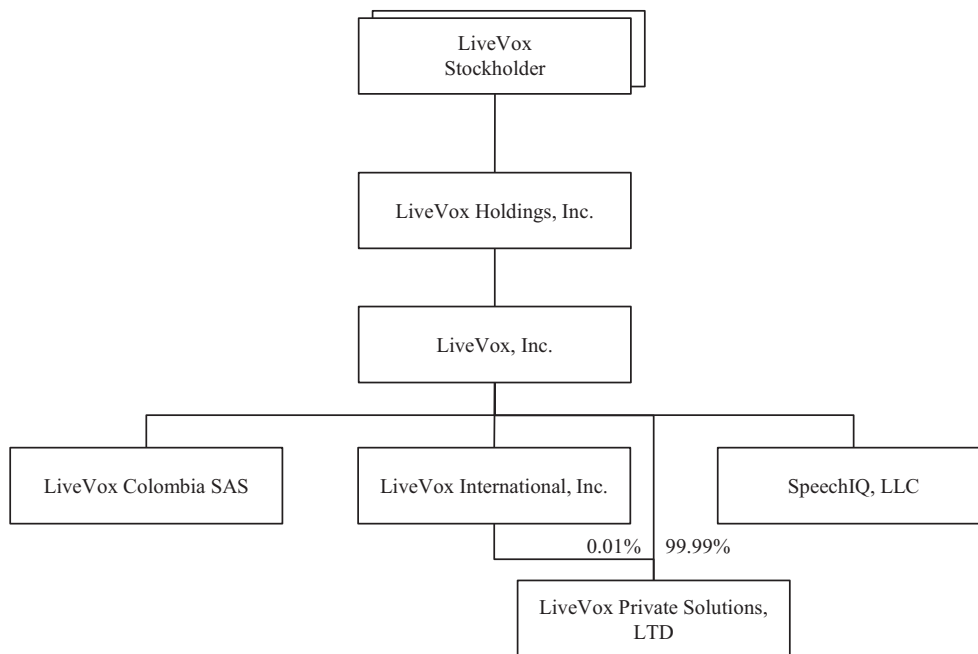 LiveVox
Stockholder
LiveVox Holdings, Inc.
LiveVox, Inc.
LiveVox Colombia SAS
LiveVox International, Inc.
SpeechIQ, LLC
0.01%
99.99%
LiveVox Private Solutions,
LTD